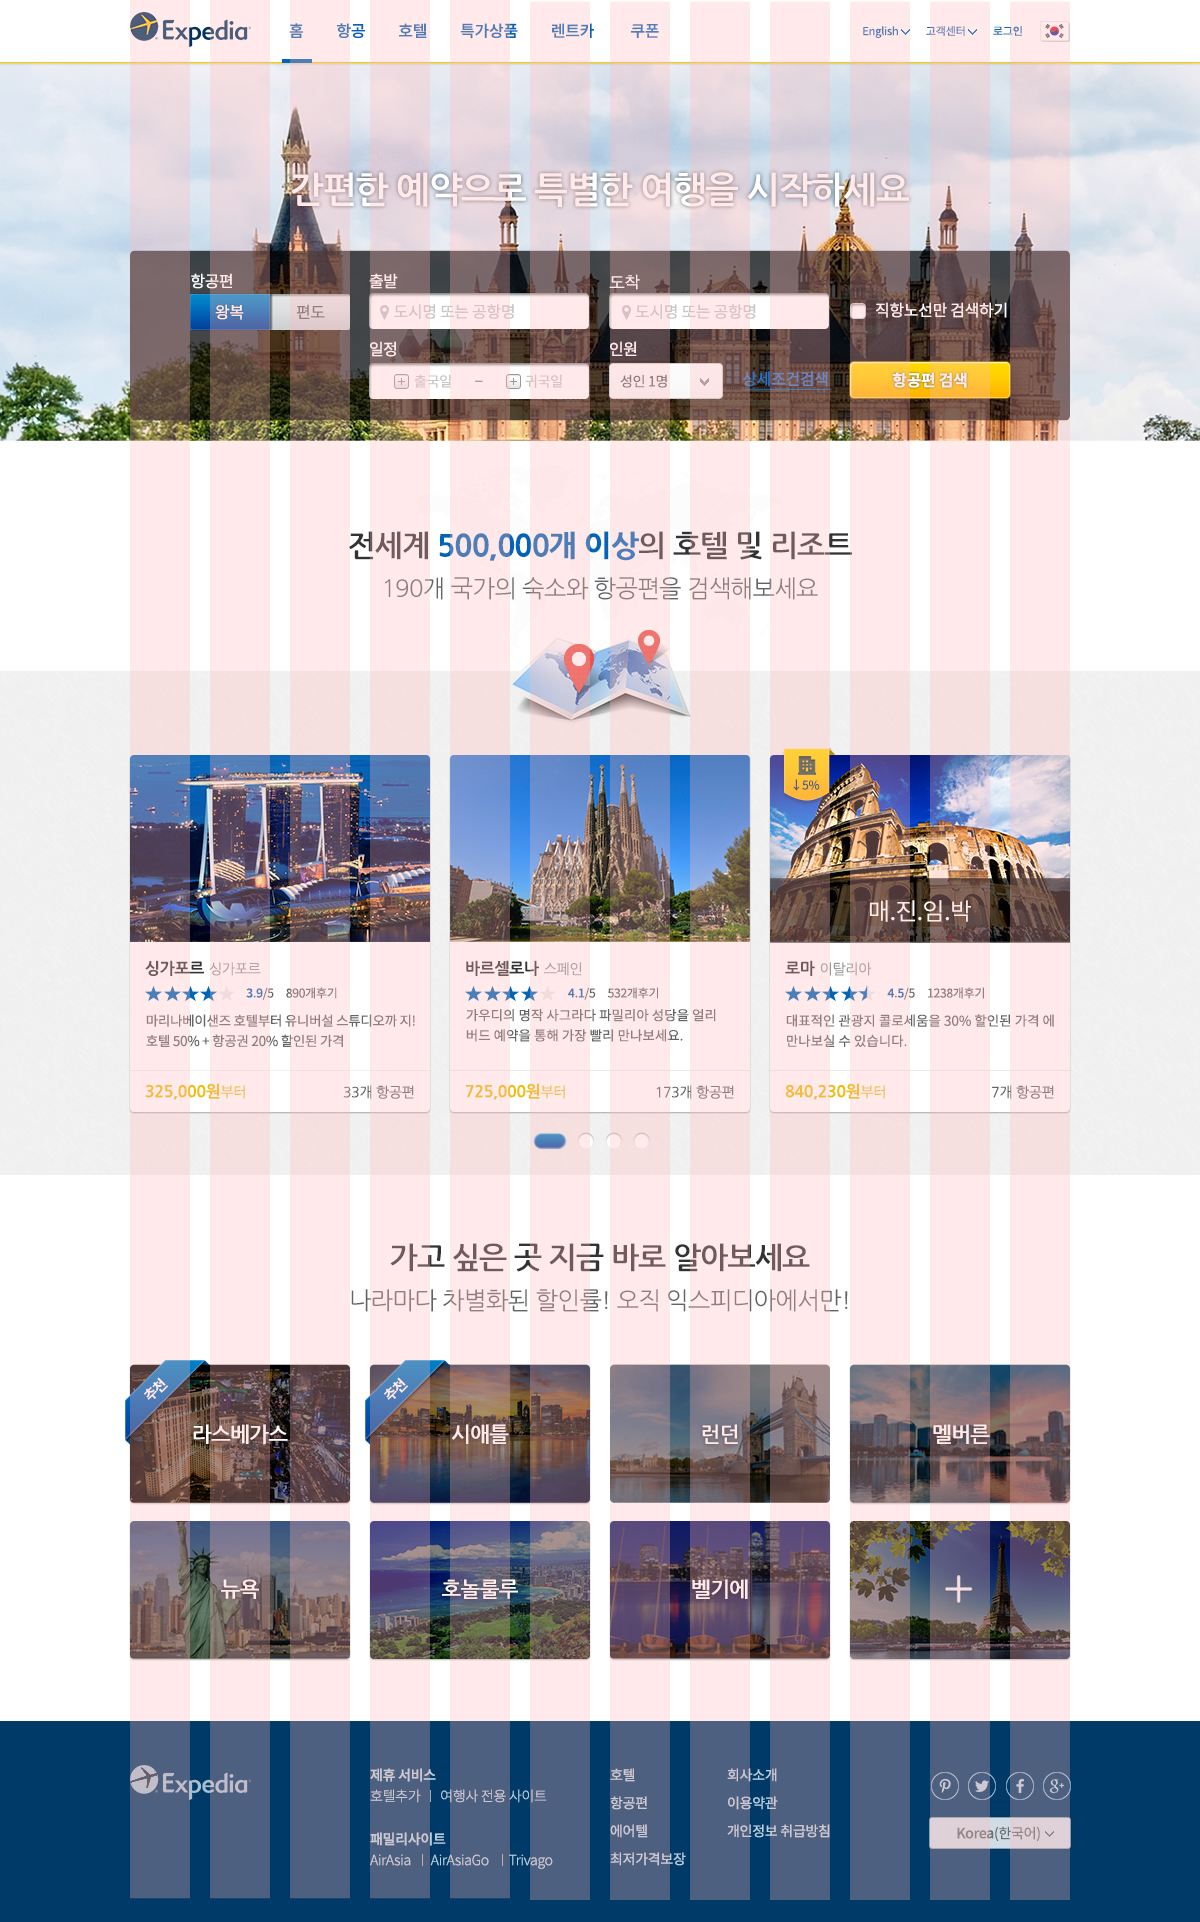 Expedia
홈 항공 호텔 특가상품 렌트카 쿠폰
English 고객센터 로그인
간편한 예약으로 특별한 여행을 시작하세요
항공편 출발 도착
왕복 편도 도시명 또는 공항명 도시명 또는 공항명 직항노선만 검색하기
일정 인원
출국일 – 귀국일 성인 1명 상세조건검색 항공편 검색
전세계 500,000개 이상의 호텔 및 리조트
190개 국가의 숙소와 항공편을 검색해보세요
싱가포르 싱가포르
3.9/5 890개후기
마리나베이샌즈 호텔부터 유니버설 스튜디오까 지!
호텔 50% + 항공권 20% 할인된 가격
325,000원부터 33개 항공편
바르셀로나 스페인
4.1/5 532개후기
가우디의 명작 사그라다 파밀리아 성당을 얼리
버드 예약을 통해 가장 빨리 만나보세요.
725,000원부터 173개 항공편
↓5%
매.진.임.박
로마 이탈리아
4.5/5 1238개후기
대표적인 관광지 콜로세움을 30% 할인된 가격 에
만나보실 수 있습니다.
840,230원부터 7개 항공편
가고 싶은 곳 지금 바로 알아보세요
나라마다 차별화된 할인률! 오직 익스피디아에서만!
추천 라스베가스
추천 시애틀
런던
멜버른
뉴욕
호놀룰루
벨기에
+
Expedia
제휴 서비스
호텔추가 | 여행사 전용 사이트
패밀리사이트
AirAsia | AirAsiaGo | Trivago
호텔
항공편
에어텔
최저가격보장
회사소개
이용약관
개인정보 취급방침
Korea(한국어)